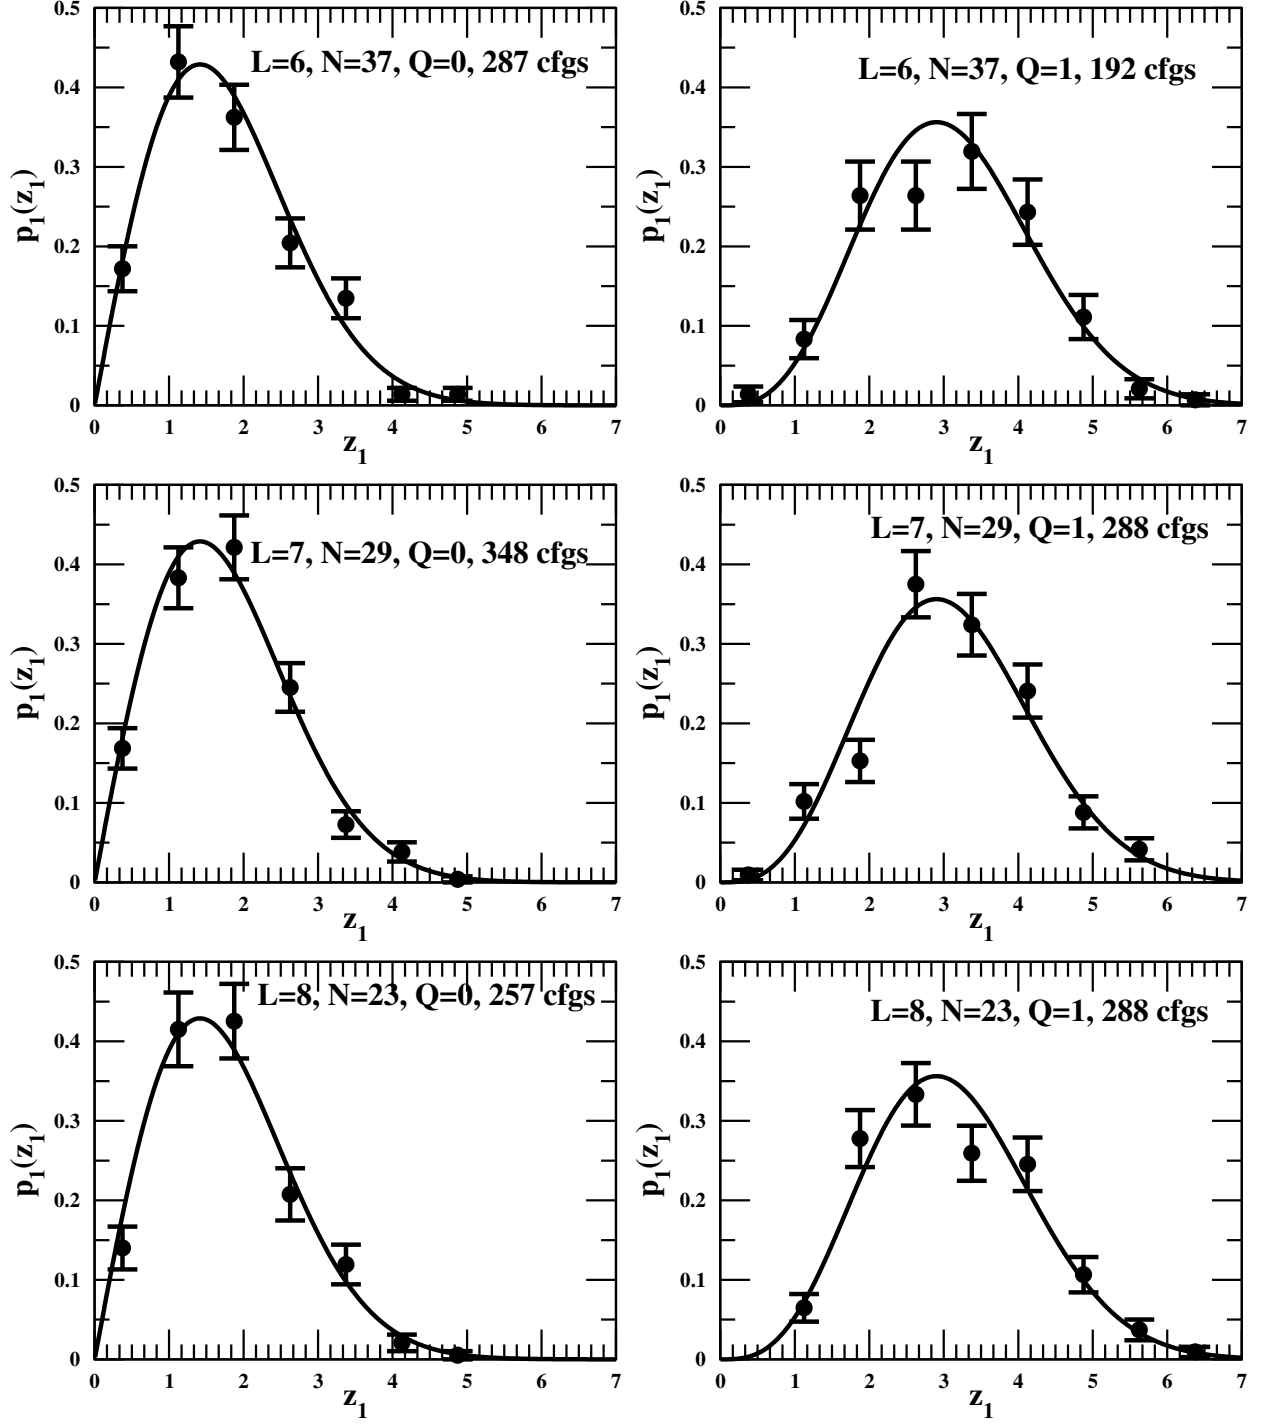 0.5
0.4
0.3
0.2
0.1
0
p1(z1)
L=6, N=37, Q=0, 287 cfgs
0 1 2 3 4 5 6 7
z1
0.5
0.4
0.3
0.2
0.1
0
p1(z1)
L=6, N=37, Q=1, 192 cfgs
0 1 2 3 4 5 6 7
z1
0.5
0.4
0.3
0.2
0.1
0
p1(z1)
L=7, N=29, Q=0, 348 cfgs
0 1 2 3 4 5 6 7
z1
0.5
0.4
0.3
0.2
0.1
0
p1(z1)
L=7, N=29, Q=1, 288 cfgs
0 1 2 3 4 5 6 7
z1
0.5
0.4
0.3
0.2
0.1
0
p1(z1)
L=8, N=23, Q=0, 257 cfgs
0 1 2 3 4 5 6 7
z1
0.5
0.4
0.3
0.2
0.1
0
p1(z1)
L=8, N=23, Q=1, 288 cfgs
0 1 2 3 4 5 6 7
z1